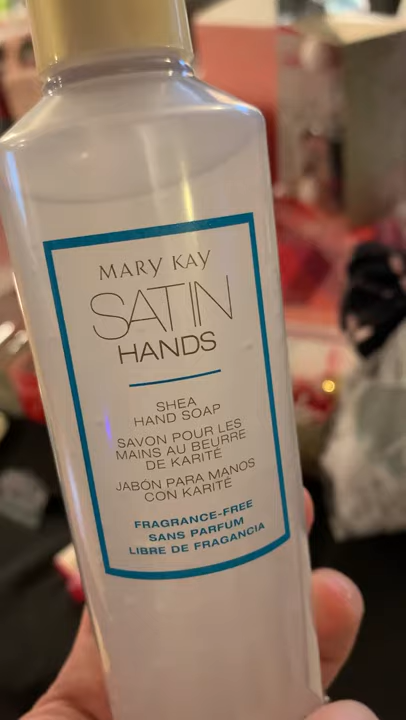 MARY KAY
SATIN
HANDS
SHEA
HAND SOAP
SAVON POUR LES
MAINS AU BEURRE
DE KARITÉ
JABÓN PARA MANOS
CON KARITÉ
FRAGRANCE-FREE
SANS PARFUM
LIBRE DE FRAGANCIA